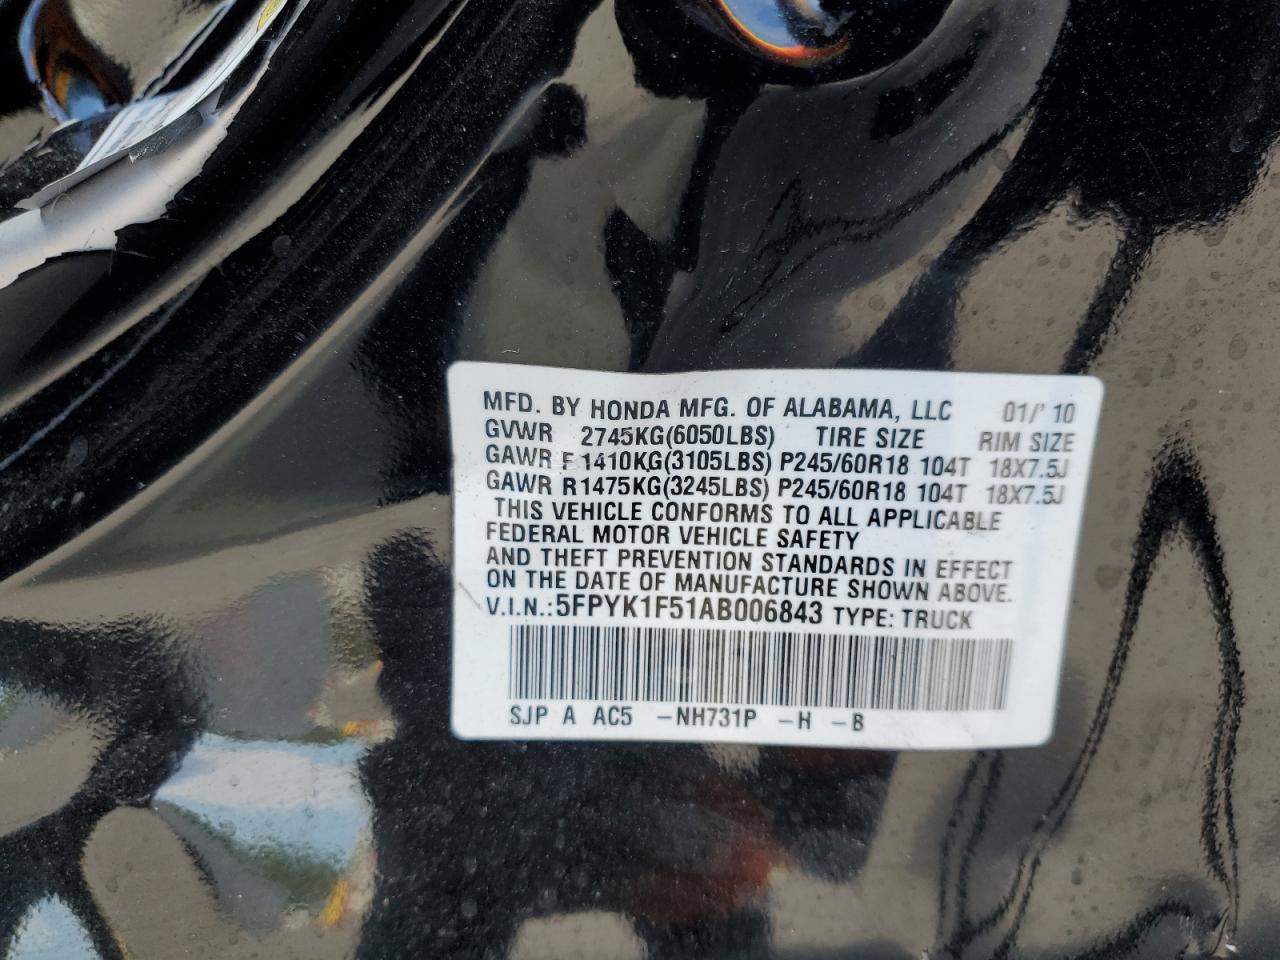 MFD. BY HONDA MFG. OF ALABAMA, LLC 01/' 10
GVWR 2745KG(6050LBS) TIRE SIZE RIM SIZE
GAWR F 1410KG(3105LBS) P245/60R18 104T 18X7.5J
GAWR R1475KG(3245LBS) P245/60R18 104T 18X7.5J
THIS VEHICLE CONFORMS TO ALL APPLICABLE
FEDERAL MOTOR VEHICLE SAFETY
AND THEFT PREVENTION STANDARDS IN EFFECT
ON THE DATE OF MANUFACTURE SHOWN ABOVE.
V.I.N.:5FPYK1F51AB006843 TYPE: TRUCK
SJP A AC5 -NH731P -H -B